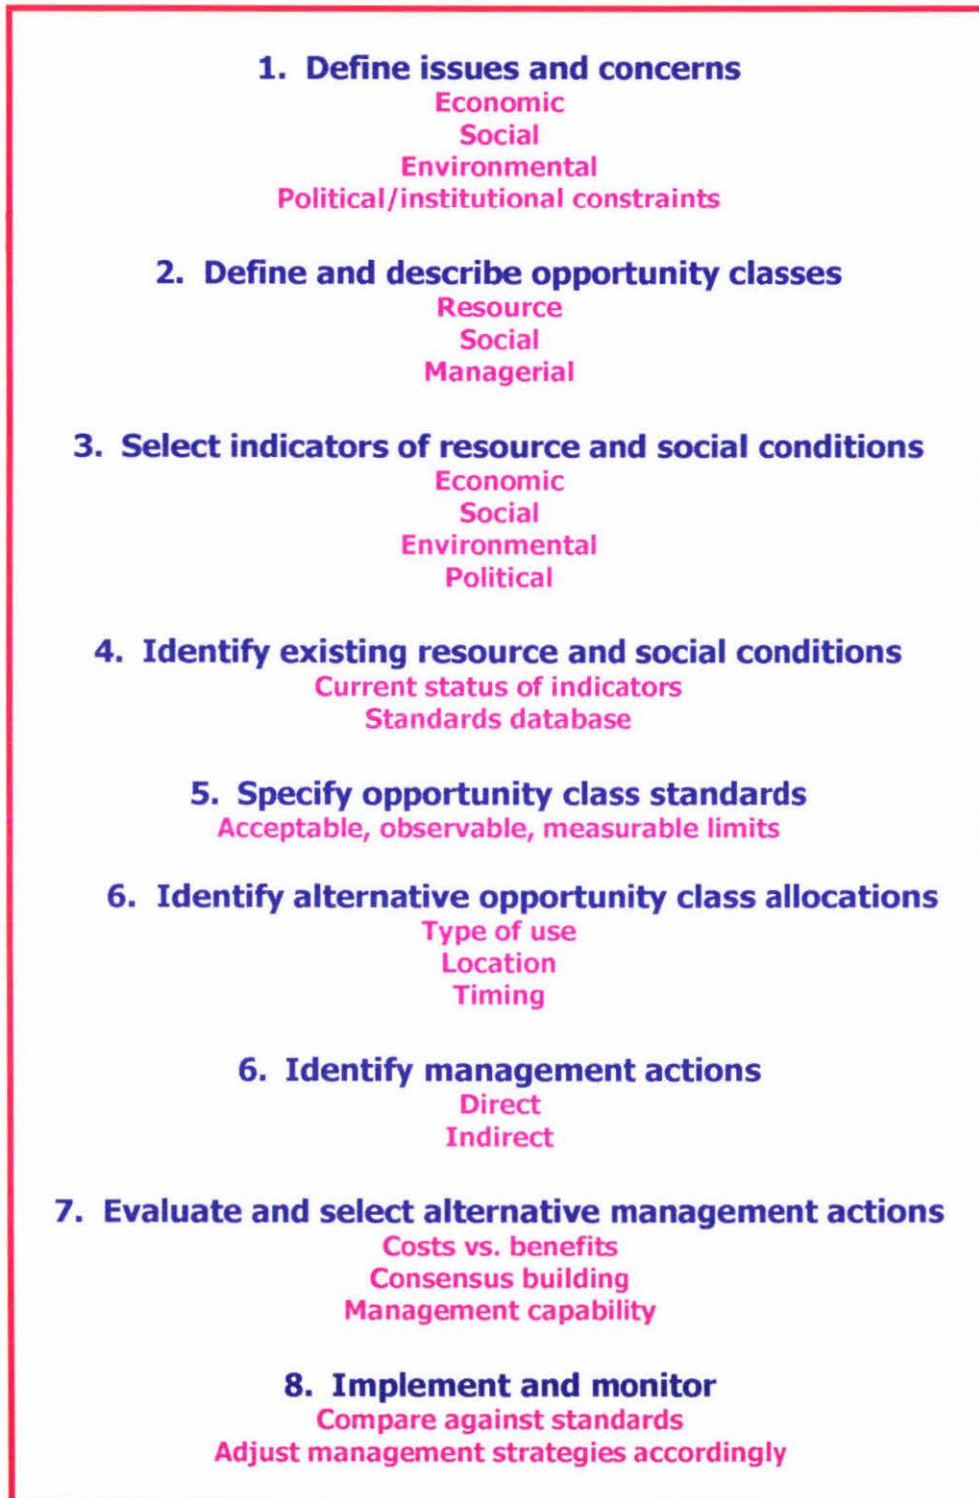 1. Define issues and concerns
Economic
Social
Environmental
Political/institutional constraints
2. Define and describe opportunity classes
Resource
Social
Managerial
3. Select indicators of resource and social conditions
Economic
Social
Environmental
Political
4. Identify existing resource and social conditions
Current status of indicators
Standards database
5. Specify opportunity class standards
Acceptable, observable, measurable limits
6. Identify alternative opportunity class allocations
Type of use
Location
Timing
6. Identify management actions
Direct
Indirect
7. Evaluate and select alternative management actions
Costs vs. benefits
Consensus building
Management capability
8. Implement and monitor
Compare against standards
Adjust management strategies accordingly